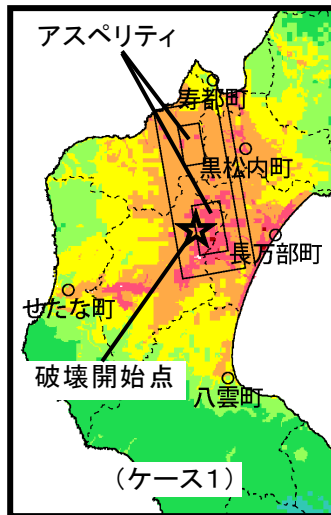 アスペリティ
寿都町
黒松内町
長万部町
せたな町
破壊開始点
八雲町
（ケース１）